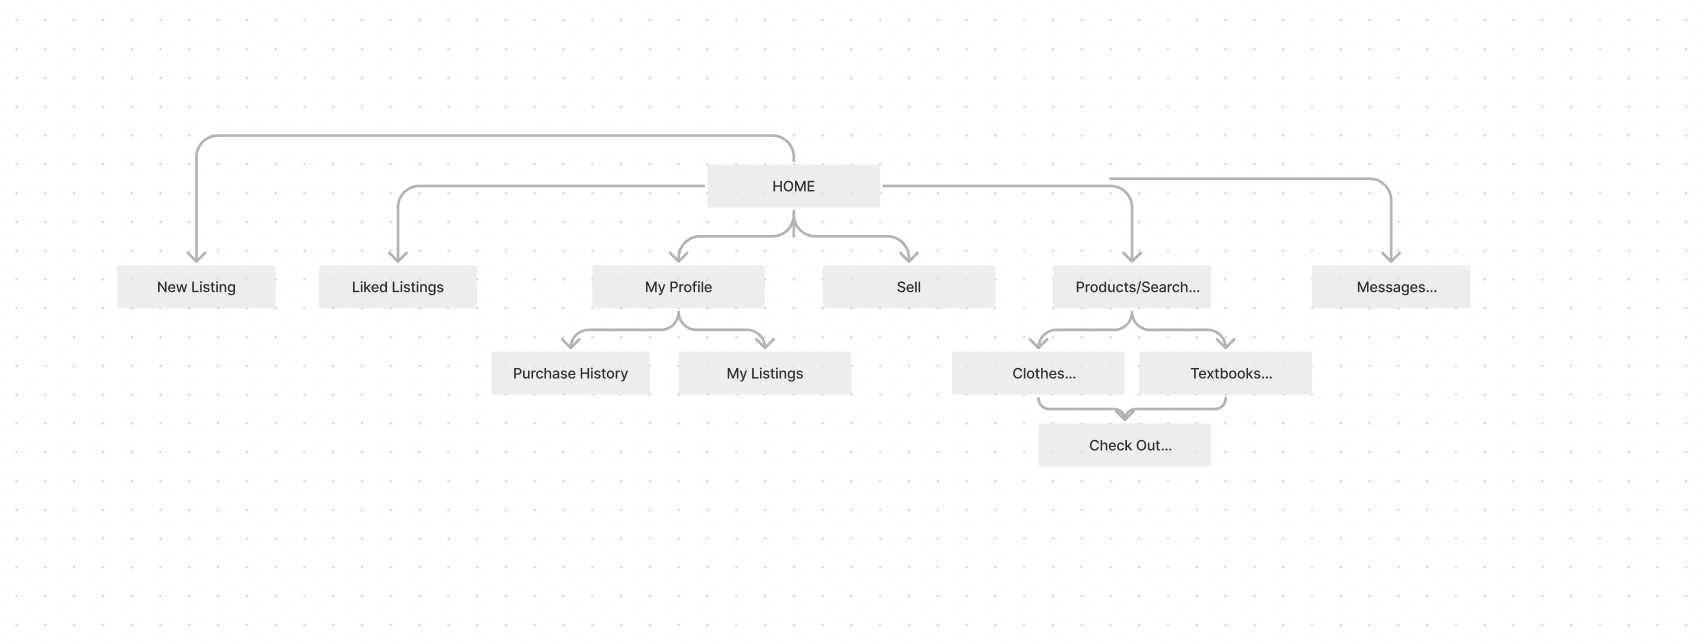 HOME
New Listing
Liked Listings
My Profile
Sell
Products/Search...
Messages...
Purchase History
My Listings
Clothes...
Textbooks...
Check Out...